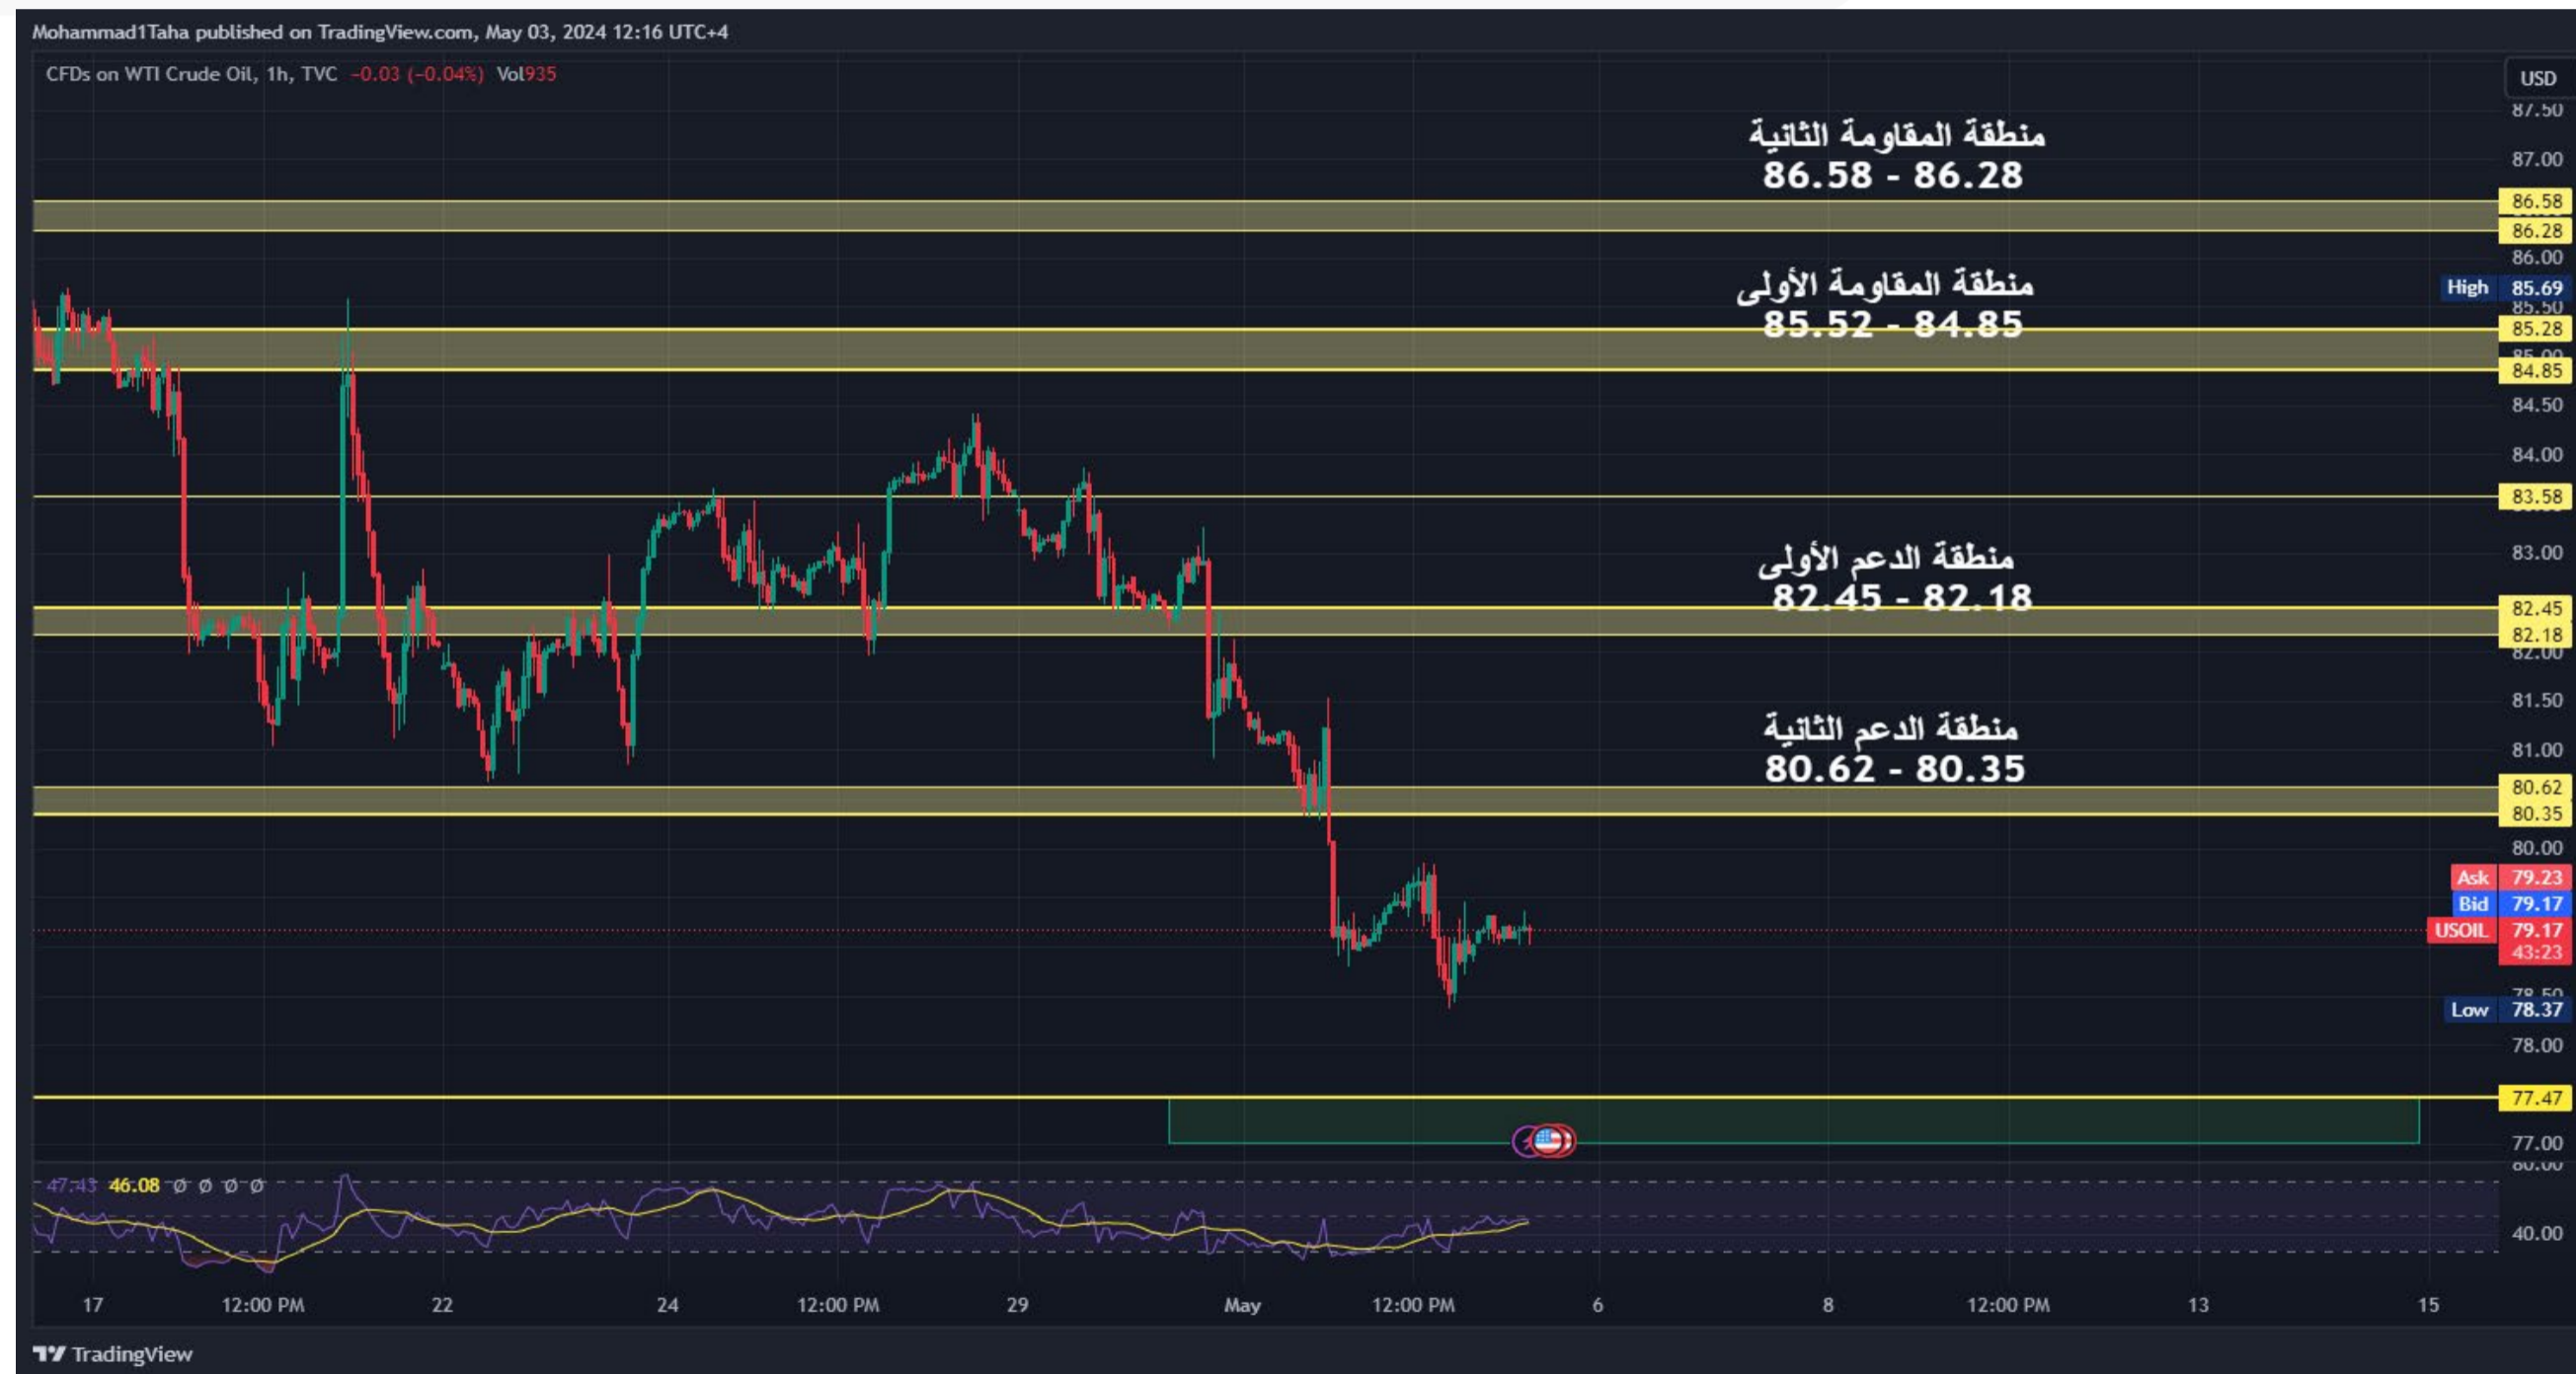 Mohammad1Taha published on TradingView.com, May 03, 2024 12:16 UTC+4
CFDs on WTI Crude Oil, 1h, TVC −0.03 (−0.04%) Vol935
USD
87.50
منطقة المقاومة الثانية
86.58 - 86.28
87.00
86.58
86.28
86.00
منطقة المقاومة الأولى
85.52 - 84.85
High 85.69
85.50
85.28
85.00
84.85
84.50
84.00
83.58
83.00
منطقة الدعم الأولى
82.45 - 82.18
82.45
82.18
82.00
81.50
منطقة الدعم الثانية
80.62 - 80.35
81.00
80.62
80.35
80.00
Ask 79.23
Bid 79.17
USOIL 79.17
43:23
78.50
Low 78.37
78.00
77.47
77.00
47.43 46.08 Ø Ø Ø Ø
40.00
17 12:00 PM 22 24 12:00 PM 29 May 12:00 PM 6 8 12:00 PM 13 15
TradingView